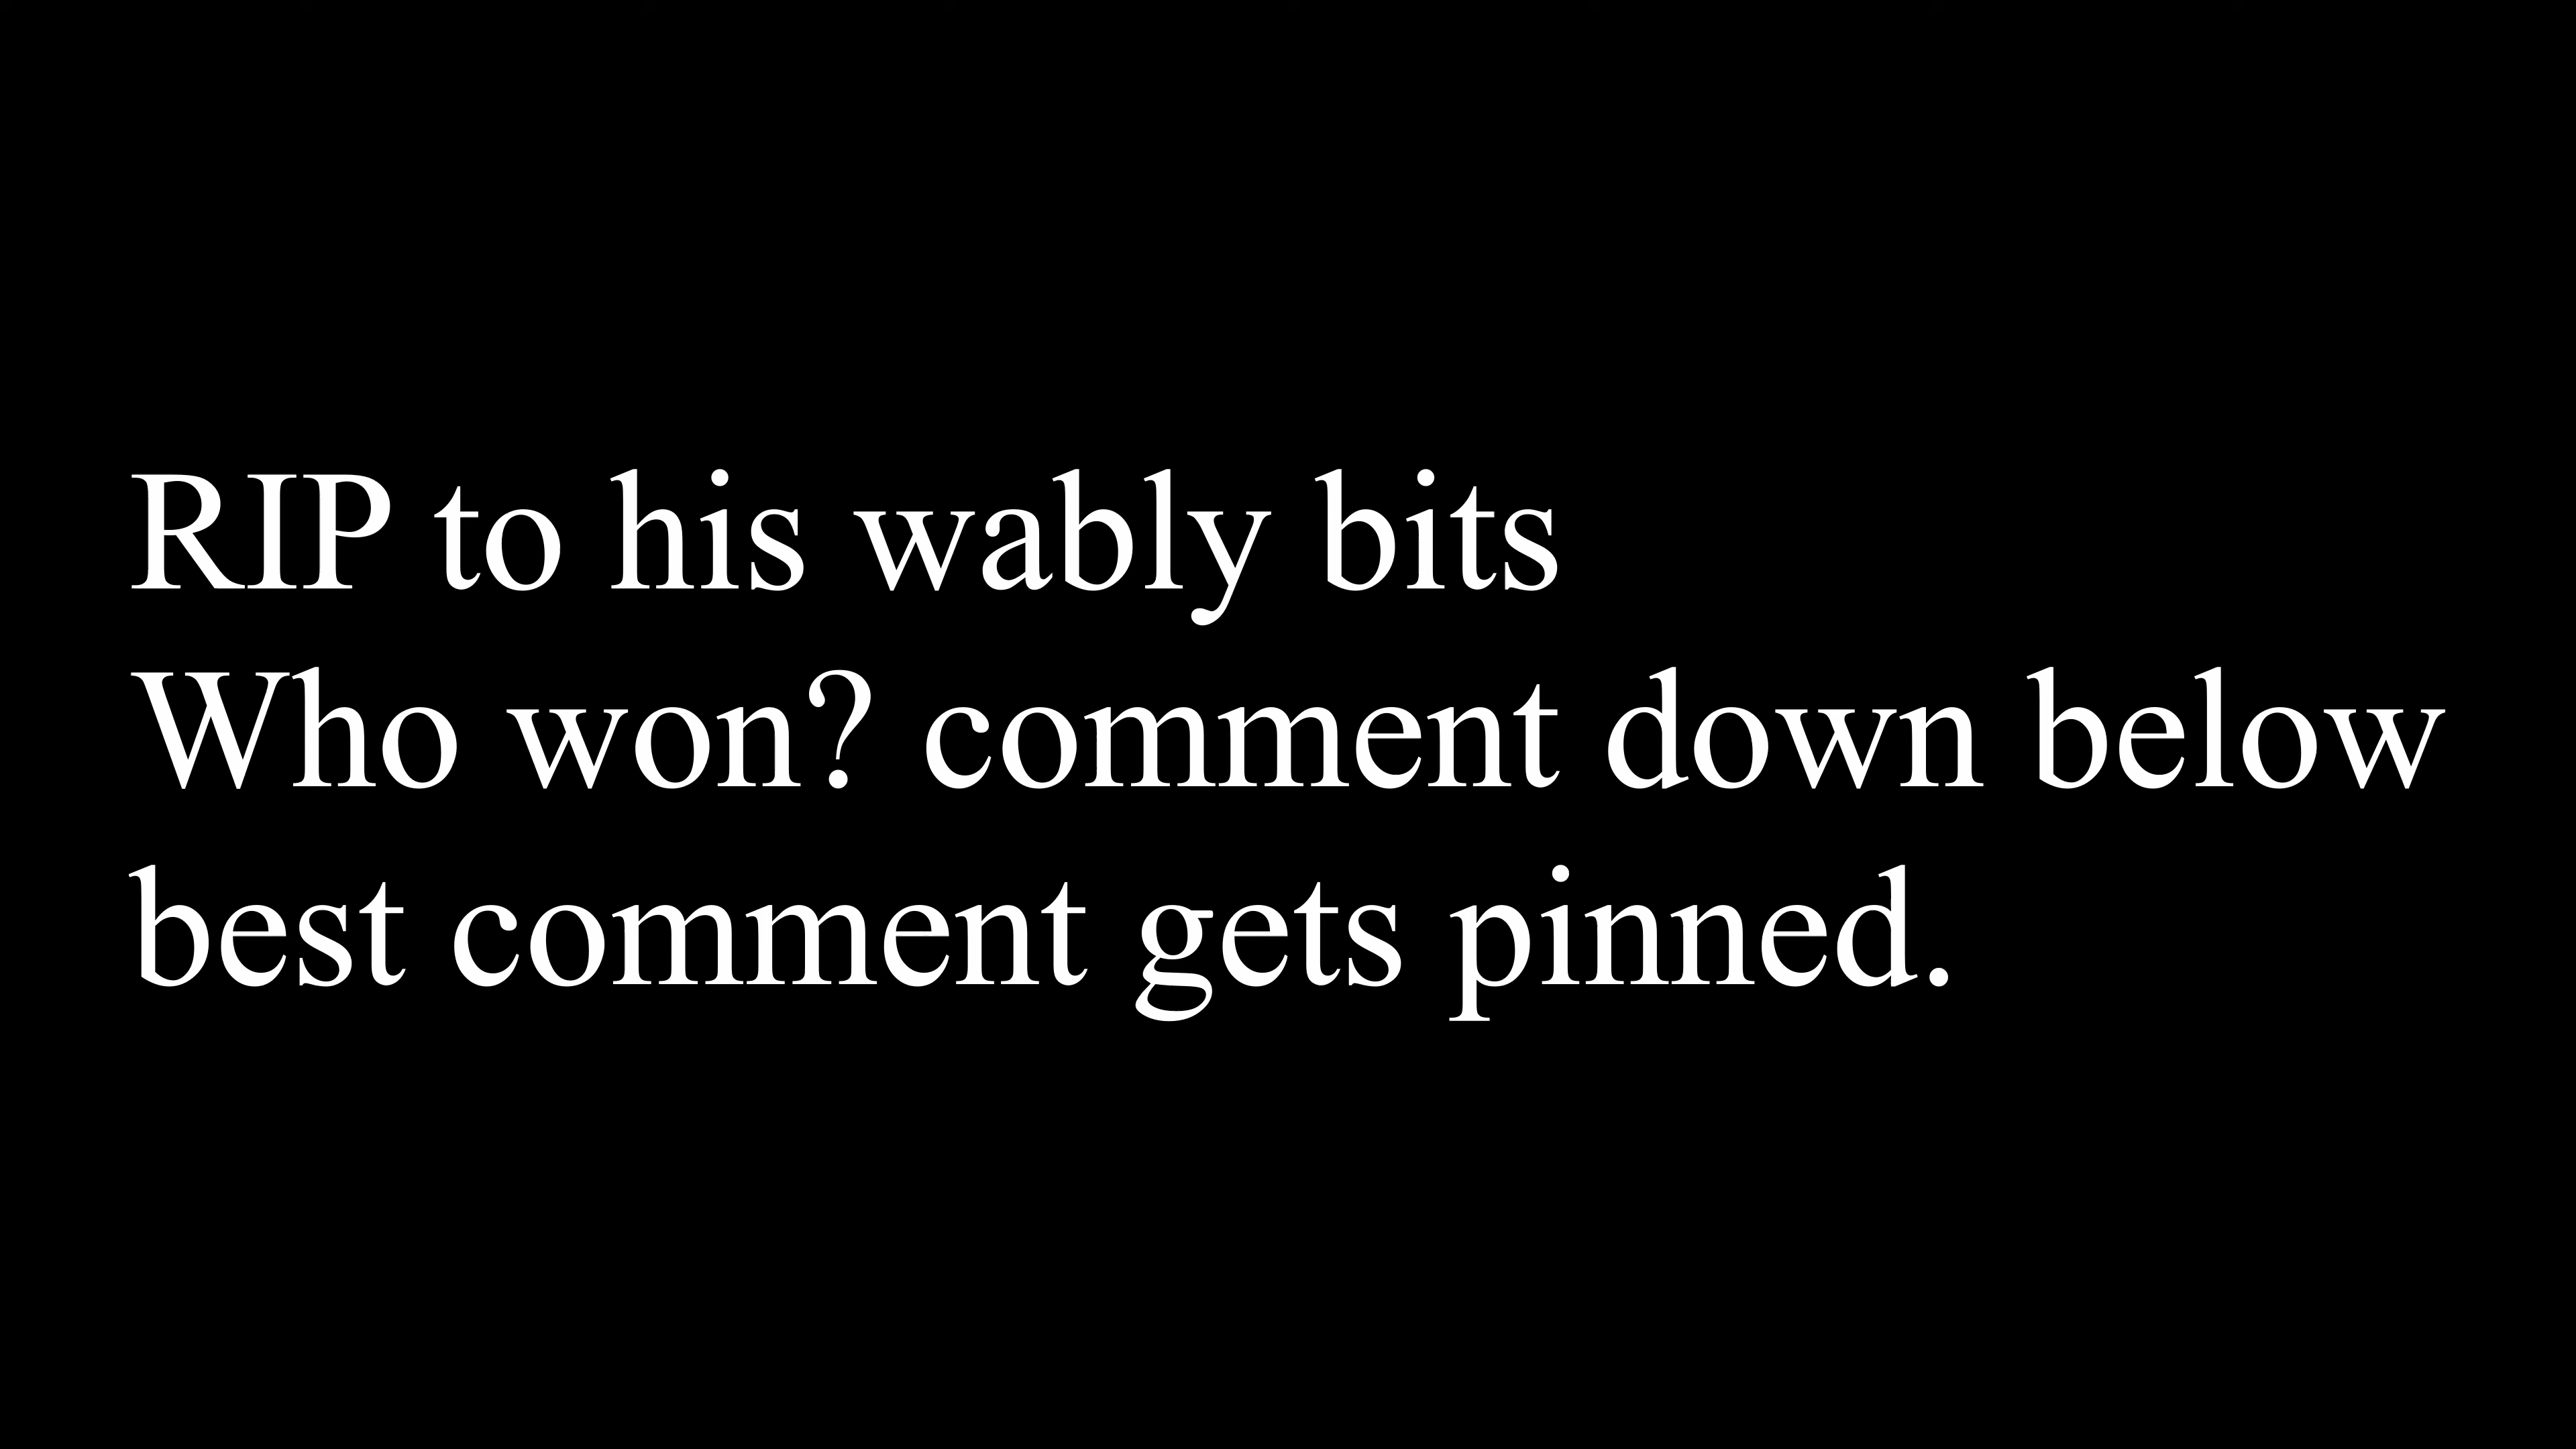 RIP to his wably bits
Who won? comment down below
best comment gets pinned.